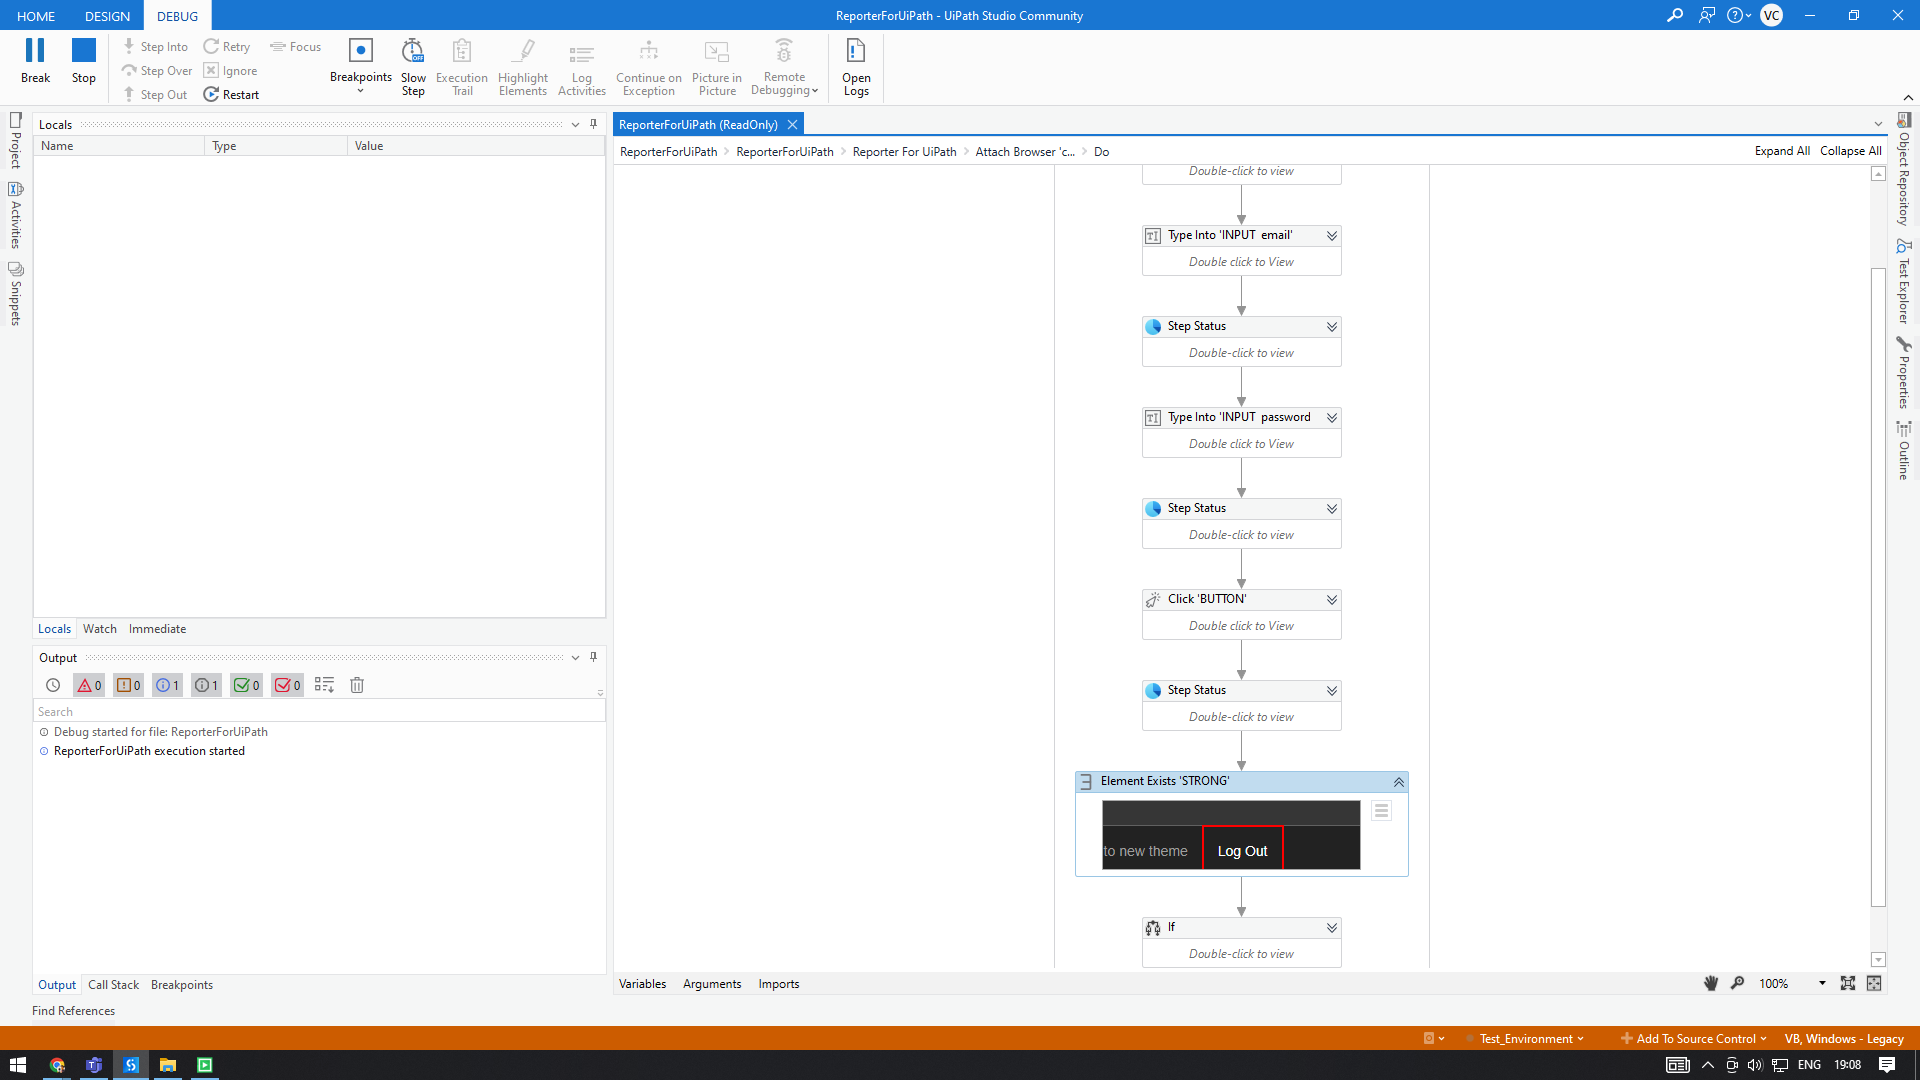 HOME DESIGN DEBUG
ReporterForUiPath - UiPath Studio Community
VC
Break
Stop
Step Into
Step Over
Step Out
Retry
Ignore
Restart
Focus
Breakpoints
Slow Step
Execution Trail
Highlight Elements
Log Activities
Continue on Exception
Picture in Picture
Remote Debugging
Open Logs
Project
Activities
Snippets
Locals
Name Type Value
Locals Watch Immediate
Output
0 0 1 1 0 0
Search
Debug started for file: ReporterForUiPath
ReporterForUiPath execution started
Output Call Stack Breakpoints
Find References
ReporterForUiPath (ReadOnly)
ReporterForUiPath > ReporterForUiPath > Reporter For UiPath > Attach Browser 'c... > Do
Expand All Collapse All
Double-click to view
Type Into 'INPUT email'
Double click to View
Step Status
Double-click to view
Type Into 'INPUT password
Double click to View
Step Status
Double-click to view
Click 'BUTTON'
Double click to View
Step Status
Double-click to view
Element Exists 'STRONG'
to new theme Log Out
If
Double-click to view
Variables Arguments Imports
100%
Object Repository
Test Explorer
Properties
Outline
Test_Environment
Add To Source Control
VB, Windows - Legacy
ENG 19:08